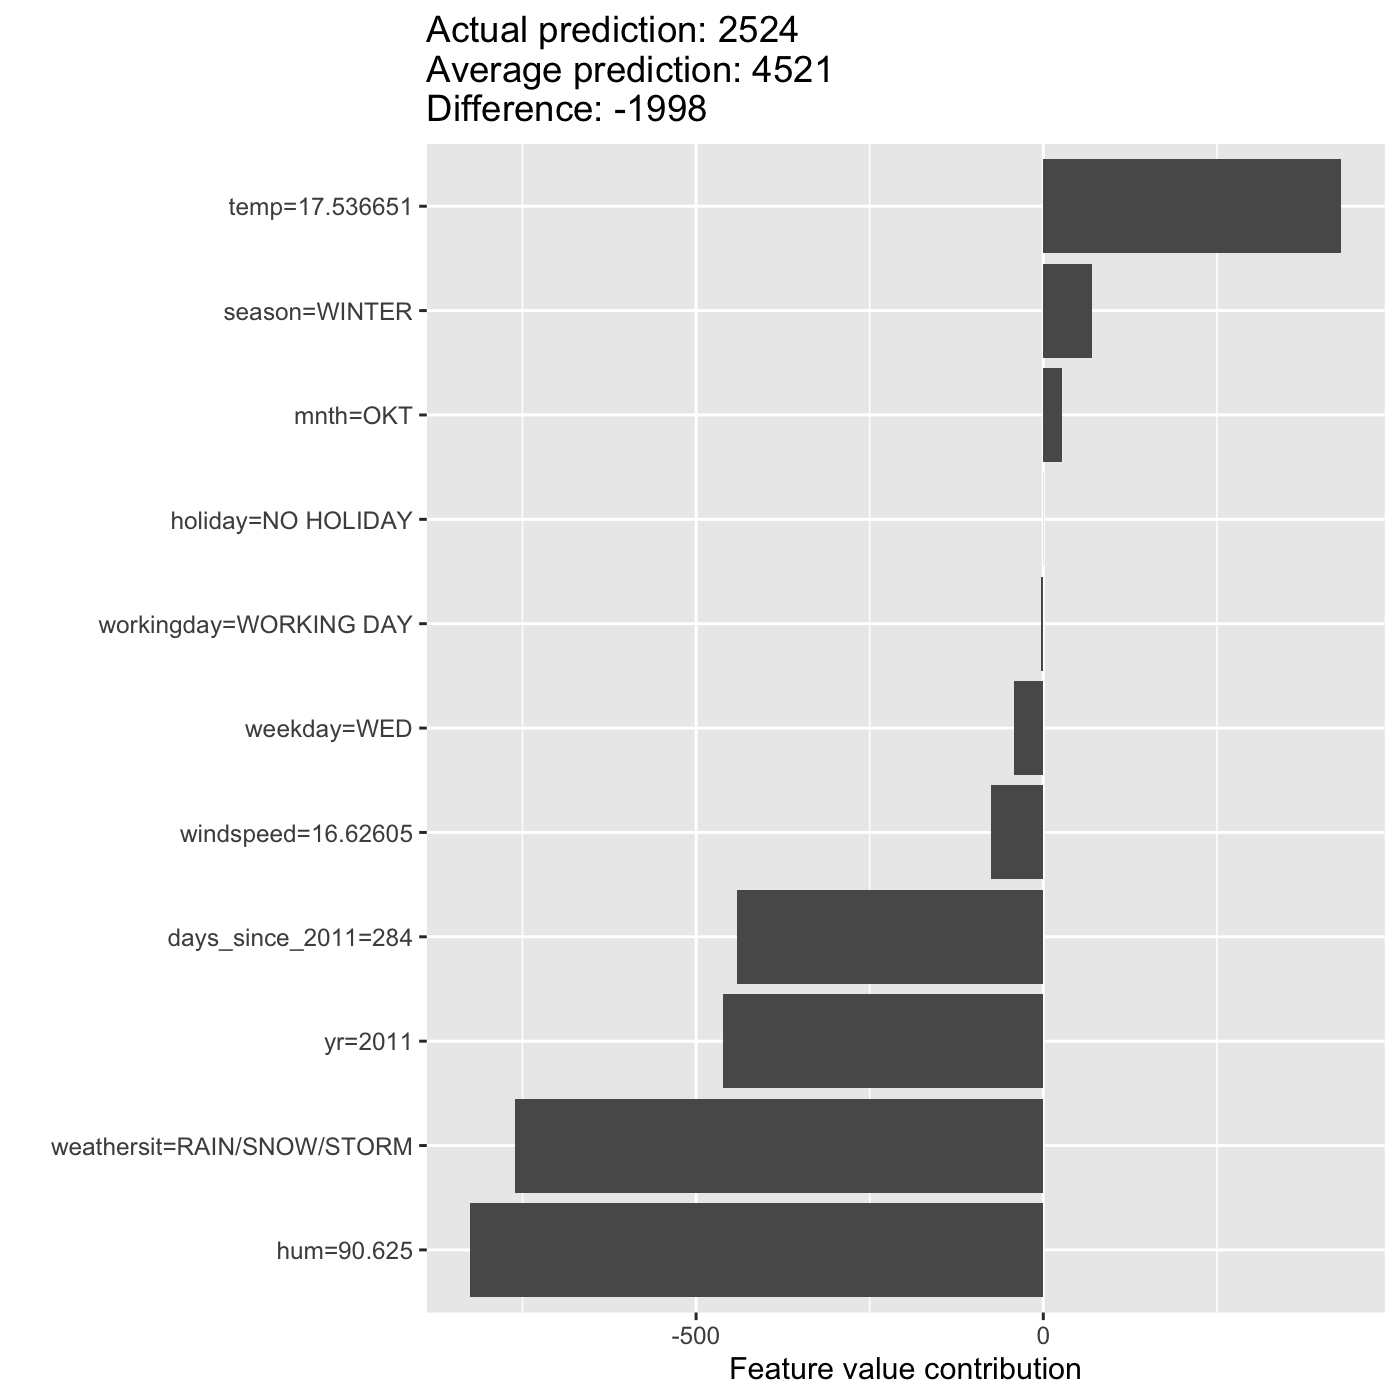 Actual prediction: 2524
Average prediction: 4521
Difference: -1998
temp=17.536651
season=WINTER
mnth=OKT
holiday=NO HOLIDAY
workingday=WORKING DAY
weekday=WED
windspeed=16.62605
days_since_2011=284
yr=2011
weathersit=RAIN/SNOW/STORM
hum=90.625
-500 0
Feature value contribution